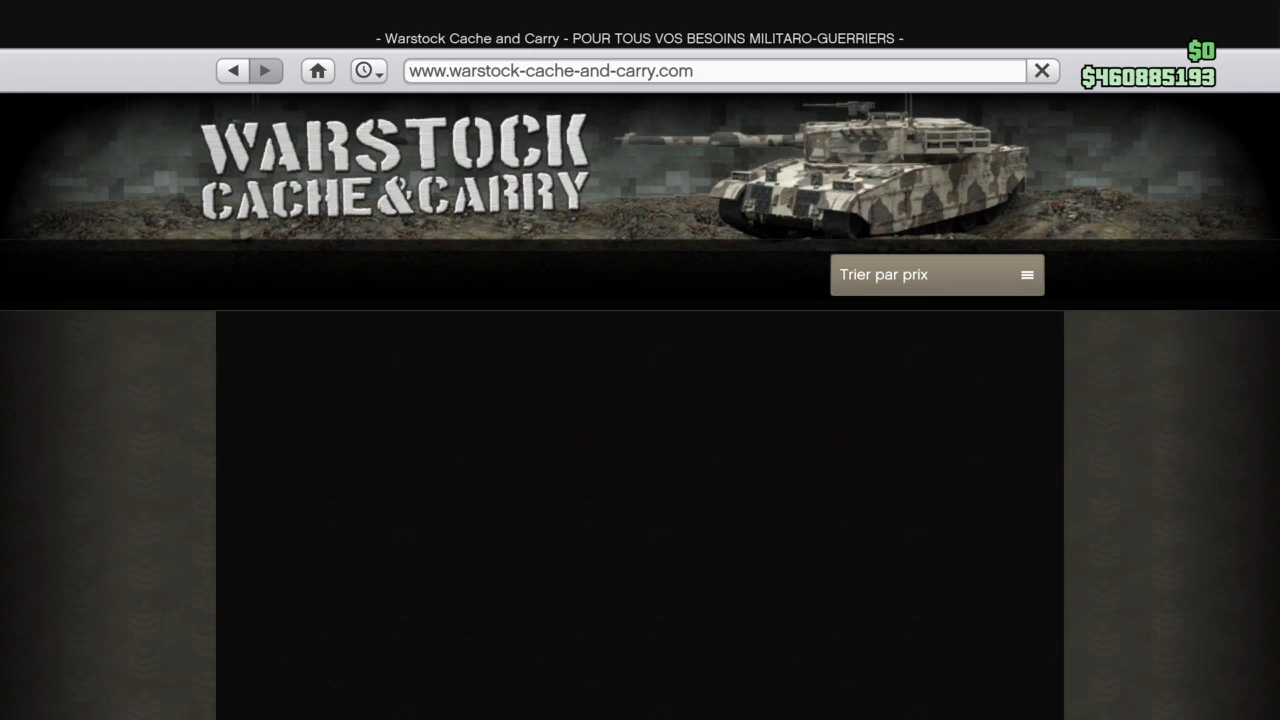 - Warstock Cache and Carry - POUR TOUS VOS BESOINS MILITARO-GUERRIERS -
$0
www.warstock-cache-and-carry.com
$460885193
WARSTOCK
CACHE&CARRY
Trier par prix